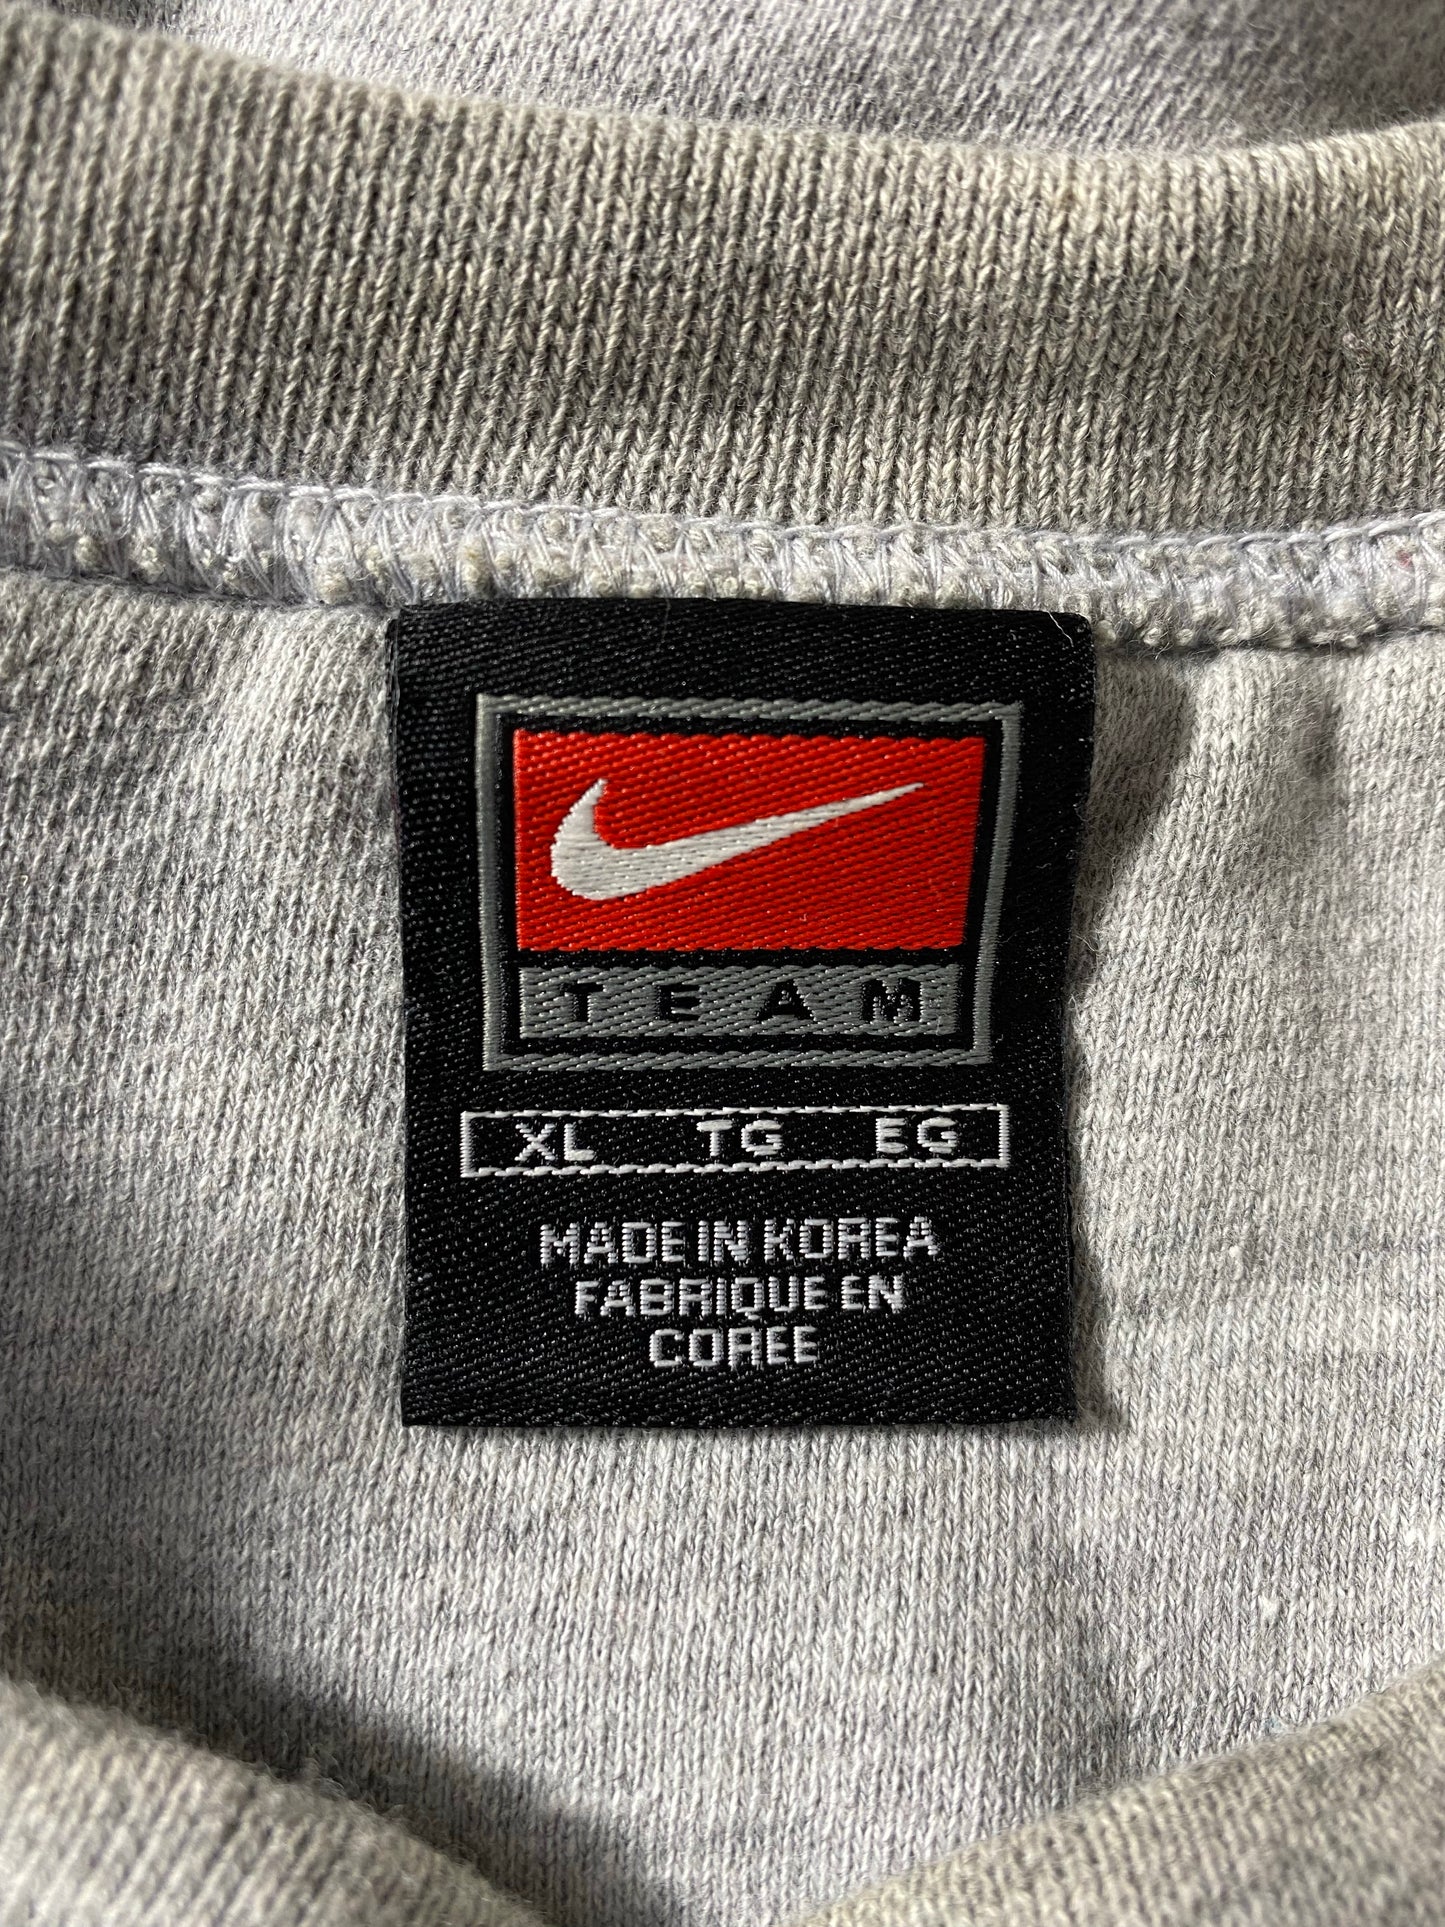 TEAM
XL TG EG
MADE IN KOREA
FABRIQUE EN
COREE